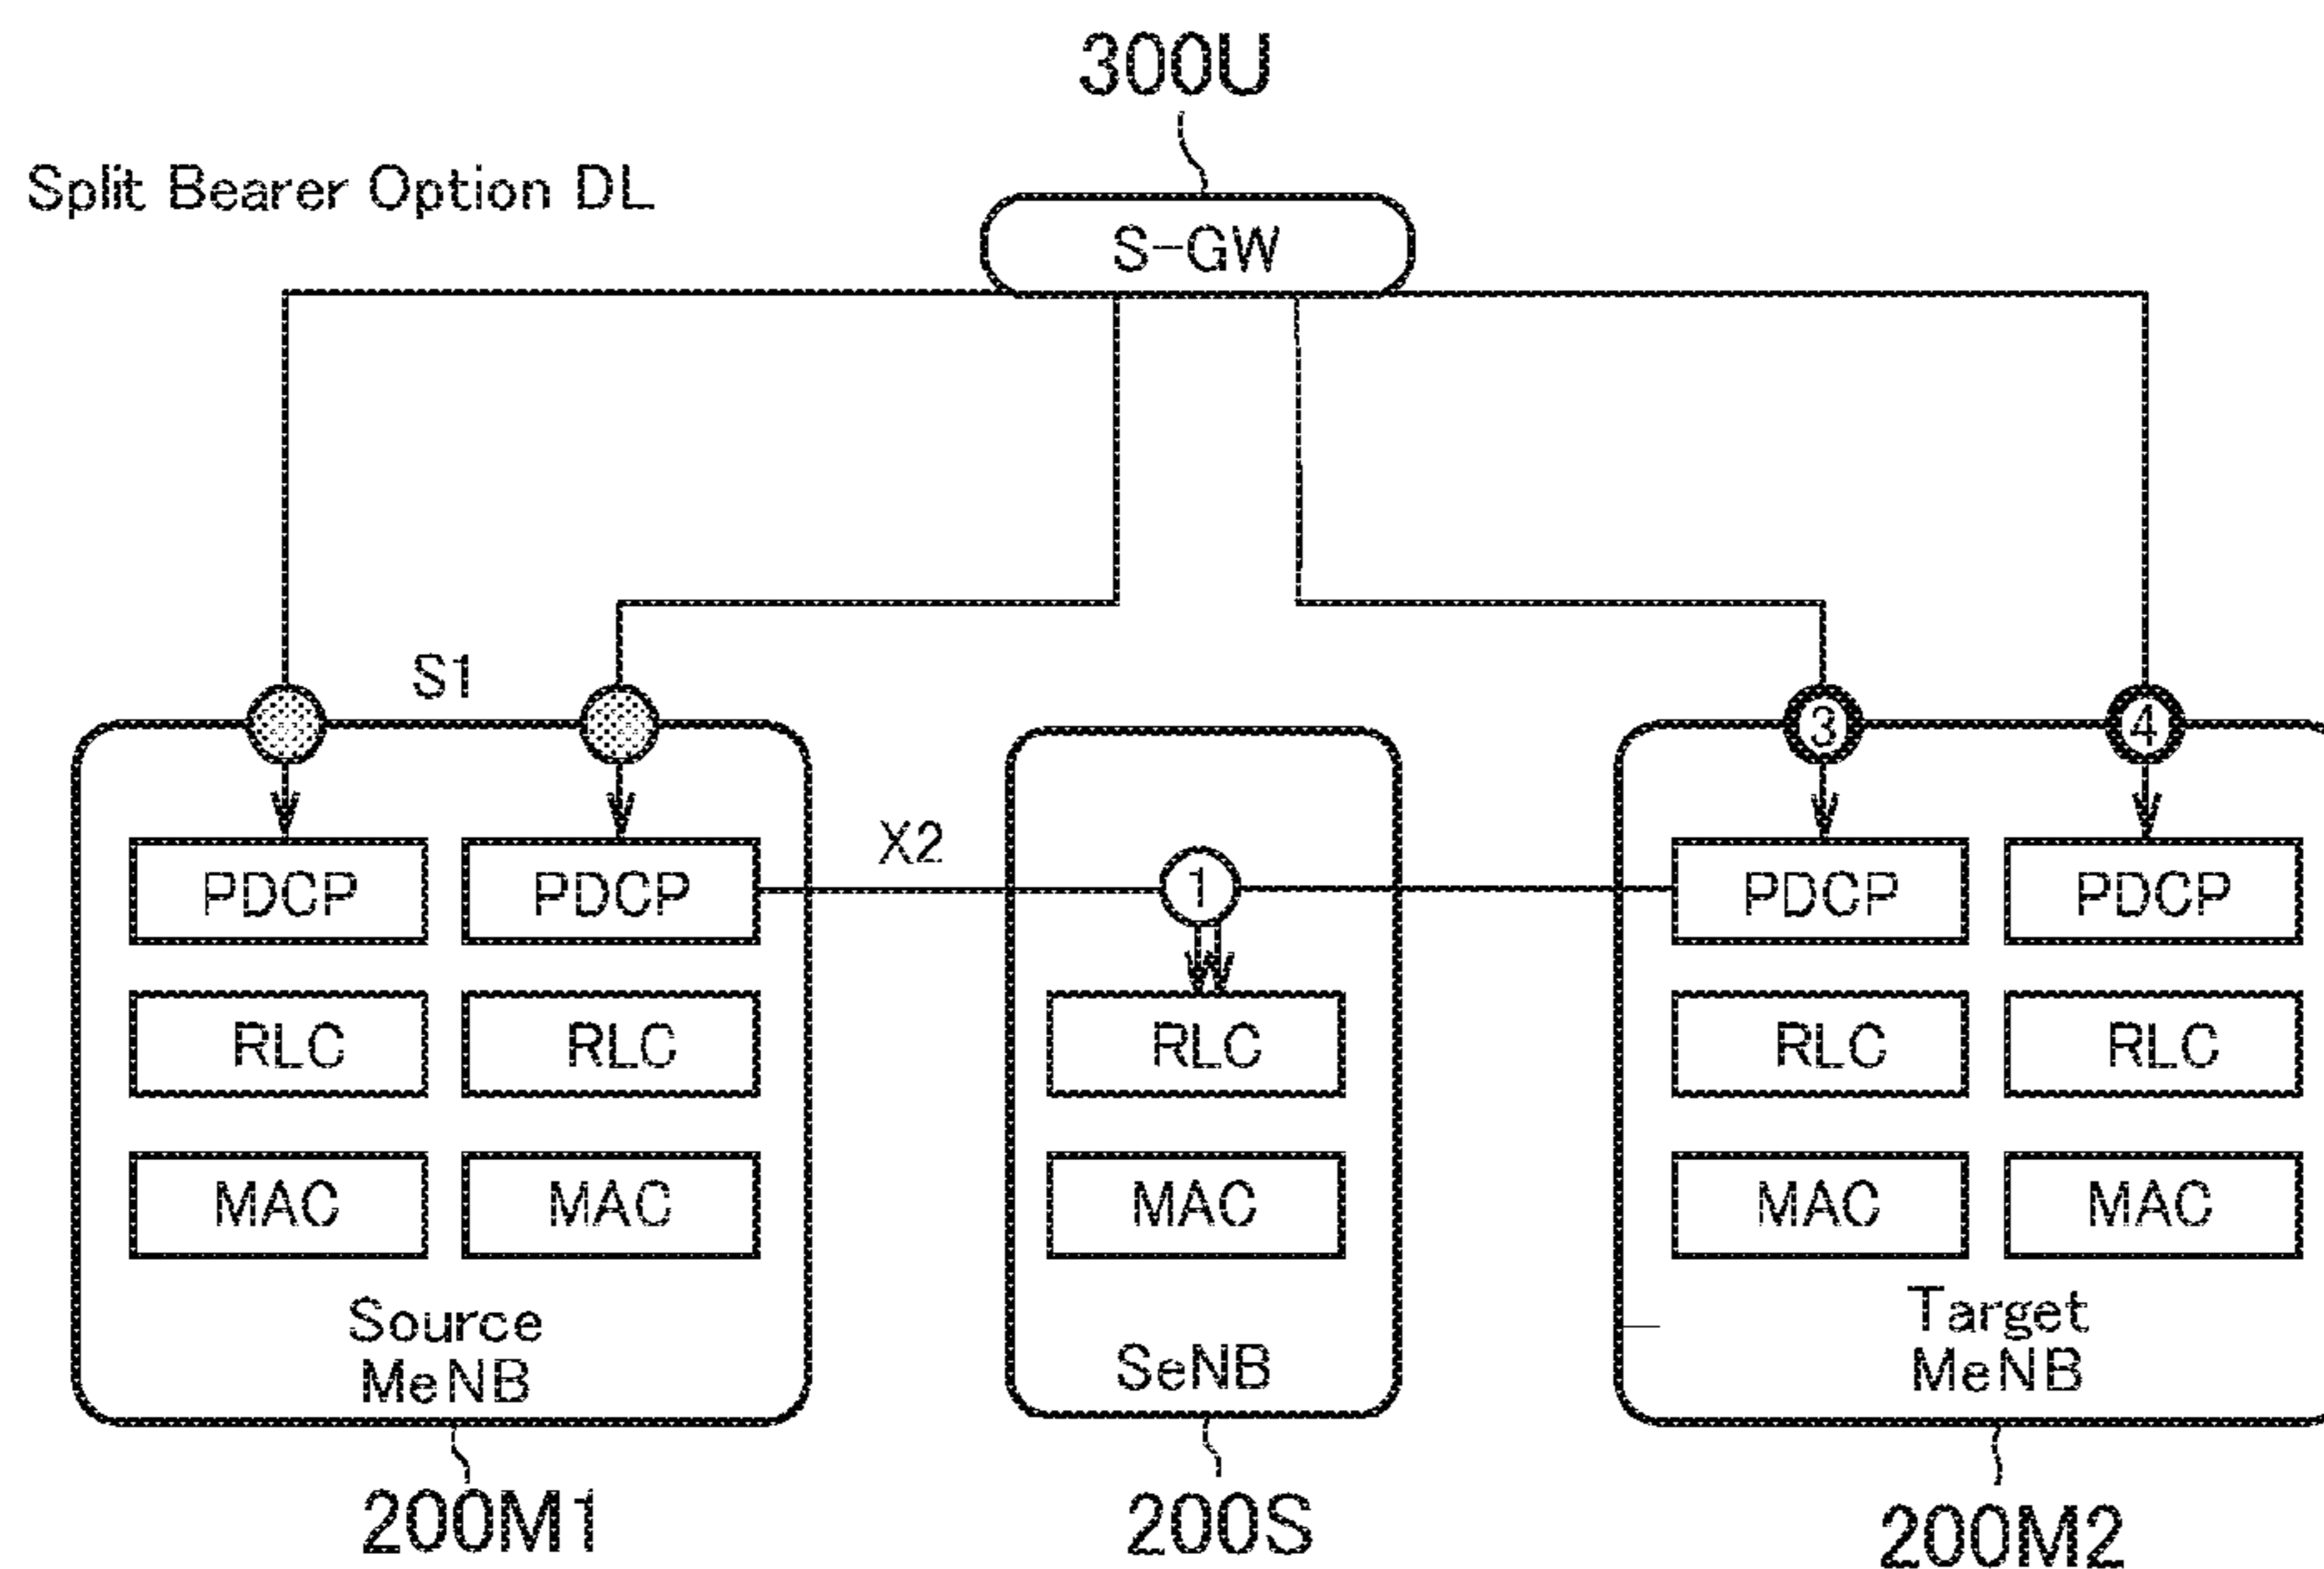 300U
Split Bearer Option DL
S-GW
S1
3
4
X2
1
PDCP PDCP PDCP PDCP
RLC RLC RLC RLC RLC
MAC MAC MAC MAC MAC
Source
MeNB
SeNB
Target
MeNB
200M1
200S
200M2